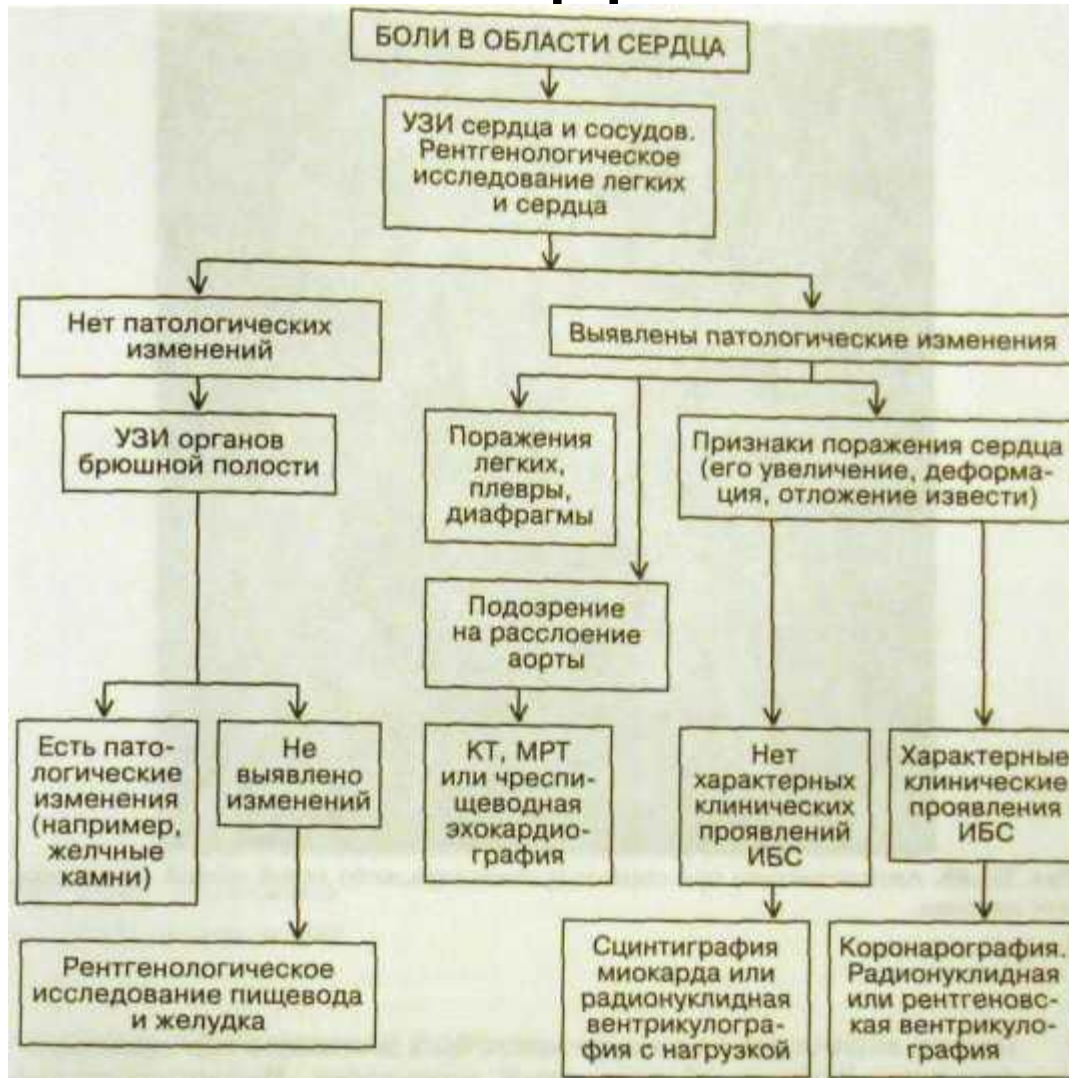 БОЛИ В ОБЛАСТИ СЕРДЦА
УЗИ сердца и сосудов.
Рентгенологическое
исследование легких
и сердца
Нет патологических
изменений
Выявлены патологические изменения
УЗИ органов
брюшной полости
Поражения
легких,
плевры,
диафрагмы
Признаки поражения сердца
(его увеличение, деформа-
ция, отложение извести)
Подозрение
на расслоение
аорты
Есть пато-
логические
изменения
(например,
желчные
камни)
Не
выявлено
изменений
КТ, МРТ
или чреспи-
щеводная
эхокардио-
графия
Нет
характерных
клинических
проявлений
ИБС
Характерные
клинические
проявления
ИБС
Рентгенологическое
исследование пищевода
и желудка
Сцинтиграфия
миокарда или
радионуклидная
вентрикулогра-
фия с нагрузкой
Коронарография.
Радионуклидная
или рентгеновс-
кая вентрикуло-
графия